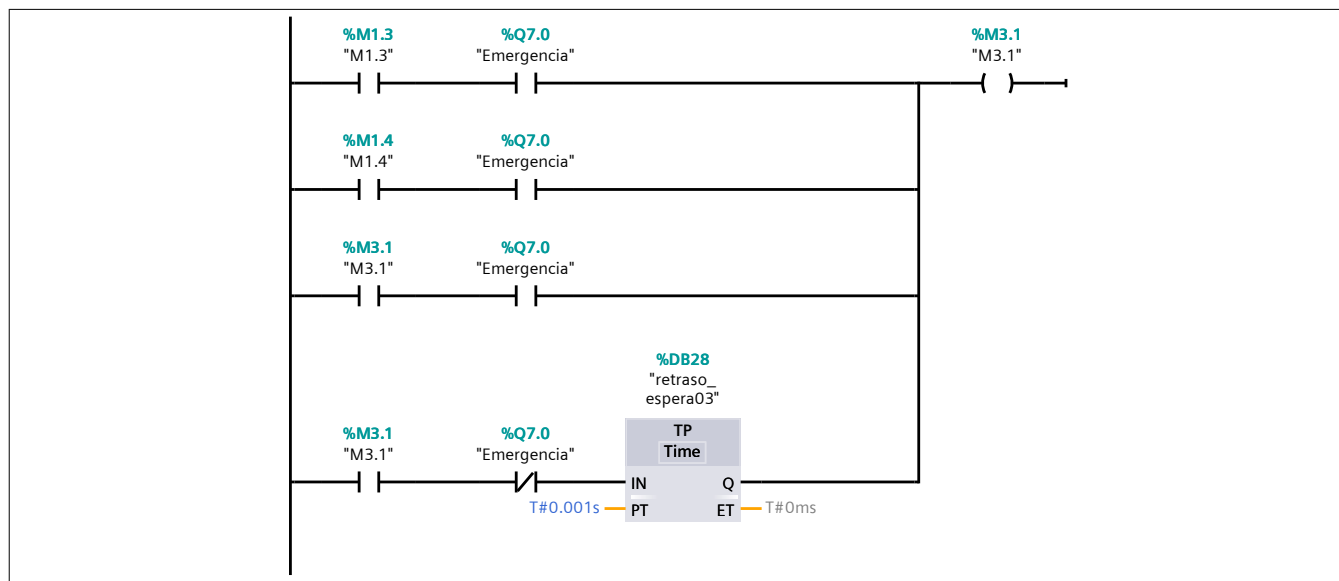 %M1.3 %Q7.0 %M3.1
"M1.3" "Emergencia" "M3.1"
%M1.4 %Q7.0
"M1.4" "Emergencia"
%M3.1 %Q7.0
"M3.1" "Emergencia"
%DB28
"retraso_
espera03"
%M3.1 %Q7.0 TP
"M3.1" "Emergencia" Time
IN Q
T#0.001s PT ET T#0ms